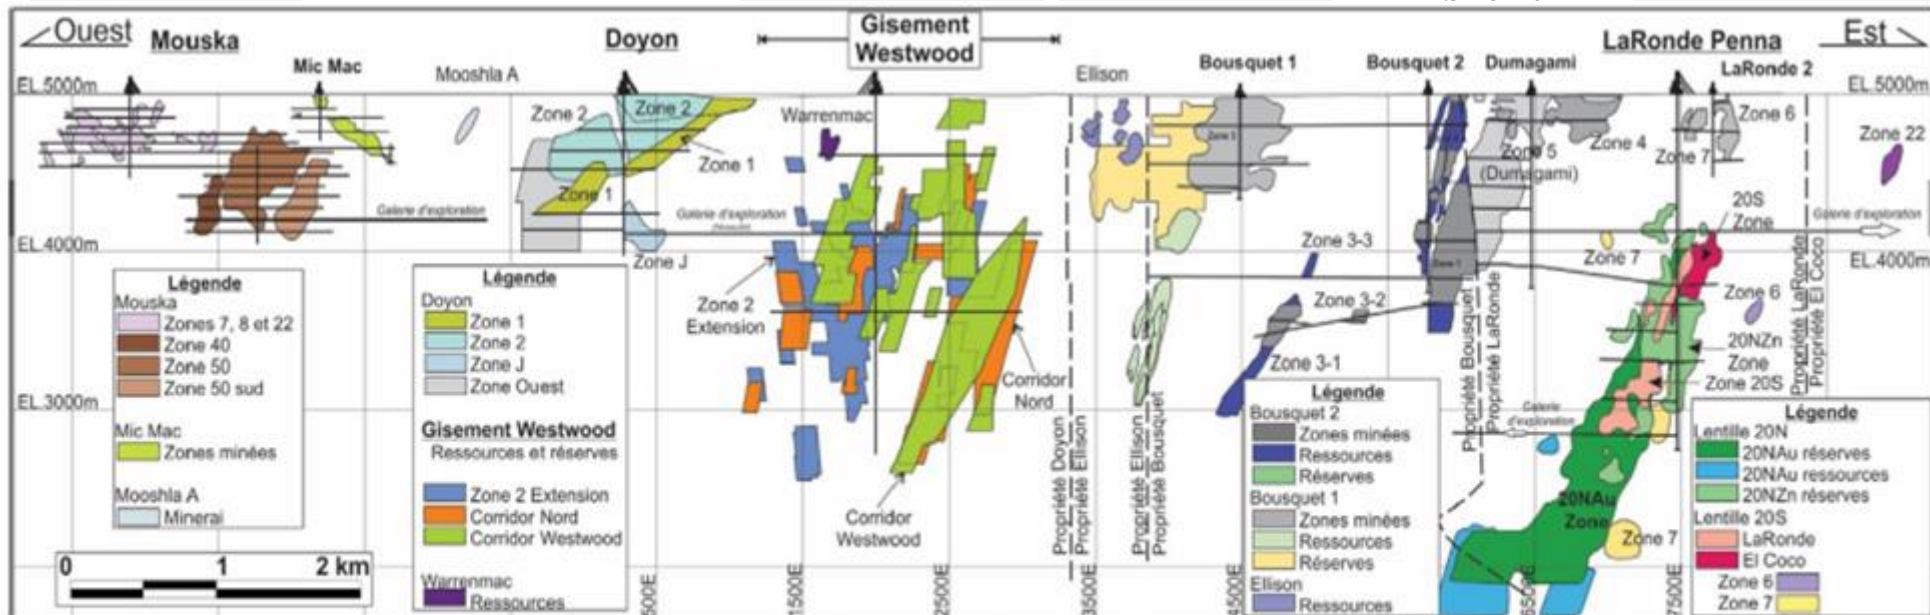 Ouest
Mouska
Mic Mac
Mooshla A
Doyon
Gisement
Westwood
Ellison
Bousquet 1
Bousquet 2
Dumagami
LaRonde Penna
LaRonde 2
Est
EL.5000m
EL.5000m
Zone 2
Zone 2
Zone 1
Zone 1
Zone J
Warrenmac
Zone 5
(Dumagami)
Zone 4
Zone 7
Zone 6
Zone 22
Galerie d'exploration
Galerie d'exploration
Galerie d'exploration
EL.4000m
EL.4000m
20S
Zone
Zone 7
Zone 6
Zone 3-3
Zone 3-2
Zone 3-1
Zone 2
Extension
20NZn
Zone
Zone 20S
Corridor
Nord
Corridor
Westwood
EL.3000m
Galerie
d'exploration
20NAu
Zone
Zone 7
Propriété Doyon
Propriété Ellison
Propriété Ellison
Propriété Bousquet
Propriété Bousquet
Propriété LaRonde
Propriété LaRonde
Propriété El Coco
Légende
Mouska
Zones 7, 8 et 22
Zone 40
Zone 50
Zone 50 sud
Mic Mac
Zones minées
Mooshla A
Minerai
Légende
Doyon
Zone 1
Zone 2
Zone J
Zone Ouest
Gisement Westwood
Ressources et réserves
Zone 2 Extension
Corridor Nord
Corridor Westwood
Warrenmac
Ressources
Légende
Bousquet 2
Zones minées
Ressources
Réserves
Bousquet 1
Zones minées
Ressources
Réserves
Ellison
Ressources
Légende
Lentille 20N
20NAu réserves
20NAu ressources
20NZn réserves
Lentille 20S
LaRonde
El Coco
Zone 6
Zone 7
0 1 2 km
1500E
2500E
3500E
4500E
6500E
7500E